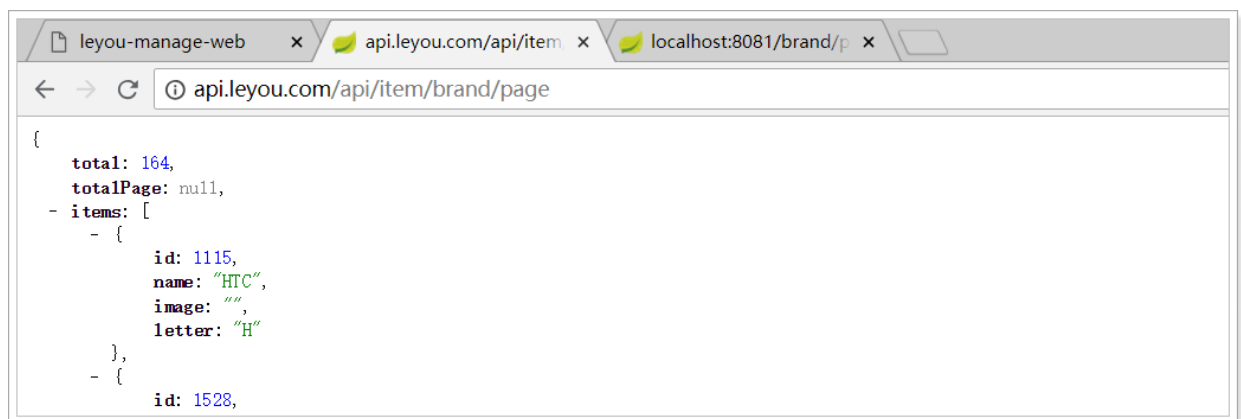 leyou-manage-web × api.leyou.com/api/item, × localhost:8081/brand/p ×
api.leyou.com/api/item/brand/page
{
total: 164,
totalPage: null,
- items: [
- {
id: 1115,
name: "HTC",
image: "",
letter: "H"
},
- {
id: 1528,